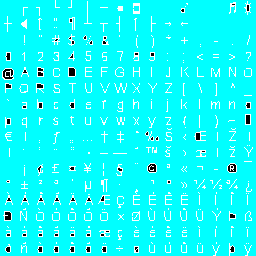 ! " # $ % & ' ( ) * + , - . /
0 1 2 3 4 5 6 7 8 9 : ; < = > ?
@ A B C D E F G H I J K L M N O
P Q R S T U V W X Y Z [ \ ] ^ _
` a b c d e f g h i j k l m n o
p q r s t u v w x y z { | } ~
€ ‚ ƒ „ … † ‡ ˆ ‰ Š ‹ Œ Ž
‘ ’ “ ” • – — ˜ ™ š › œ ž Ÿ
¡ ¢ £ ¤ ¥ ¦ § ¨ © ª « ¬ ® ¯
° ± ² ³ ´ µ ¶ · ¸ ¹ º » ¼ ½ ¾ ¿
À Á Â Ã Ä Å Æ Ç È É Ê Ë Ì Í Î Ï
Ð Ñ Ò Ó Ô Õ Ö × Ø Ù Ú Û Ü Ý Þ ß
à á â ã ä å æ ç è é ê ë ì í î ï
ð ñ ò ó ô õ ö ÷ ø ù ú û ü ý þ ÿ